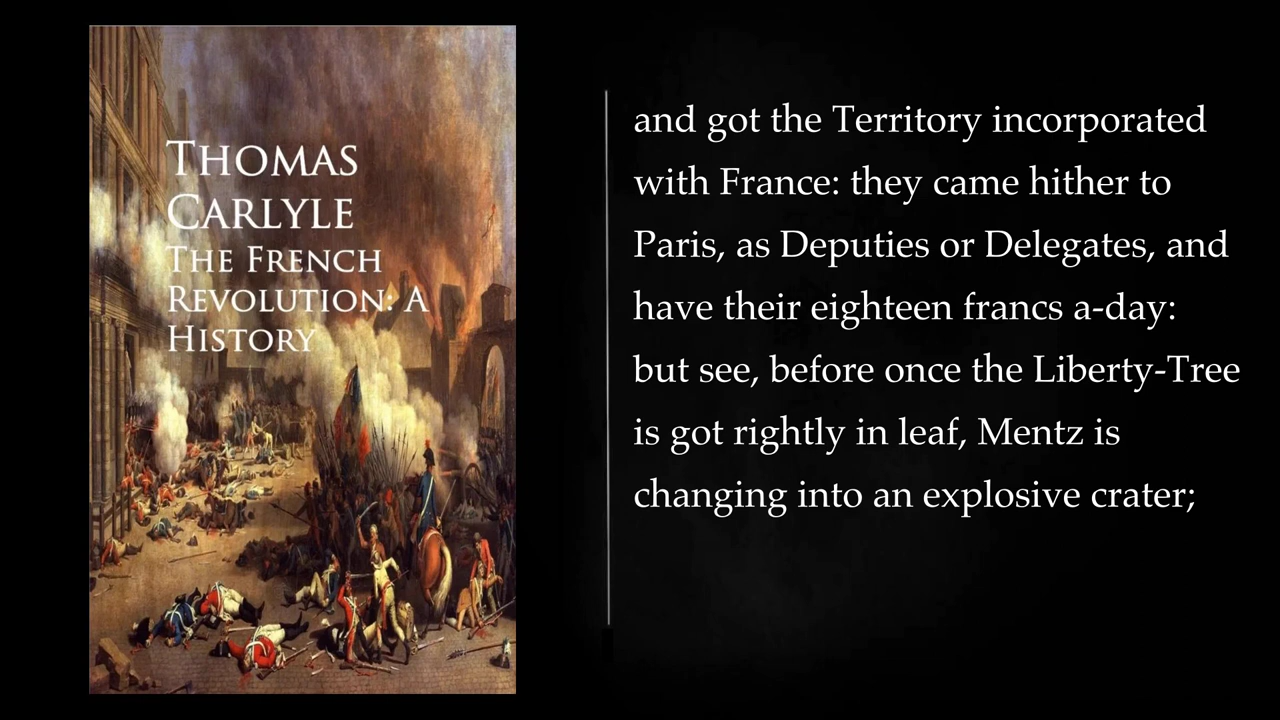 THOMAS
CARLYLE
THE FRENCH
REVOLUTION: A
HISTORY
and got the Territory incorporated
with France: they came hither to
Paris, as Deputies or Delegates, and
have their eighteen francs a-day:
but see, before once the Liberty-Tree
is got rightly in leaf, Mentz is
changing into an explosive crater;